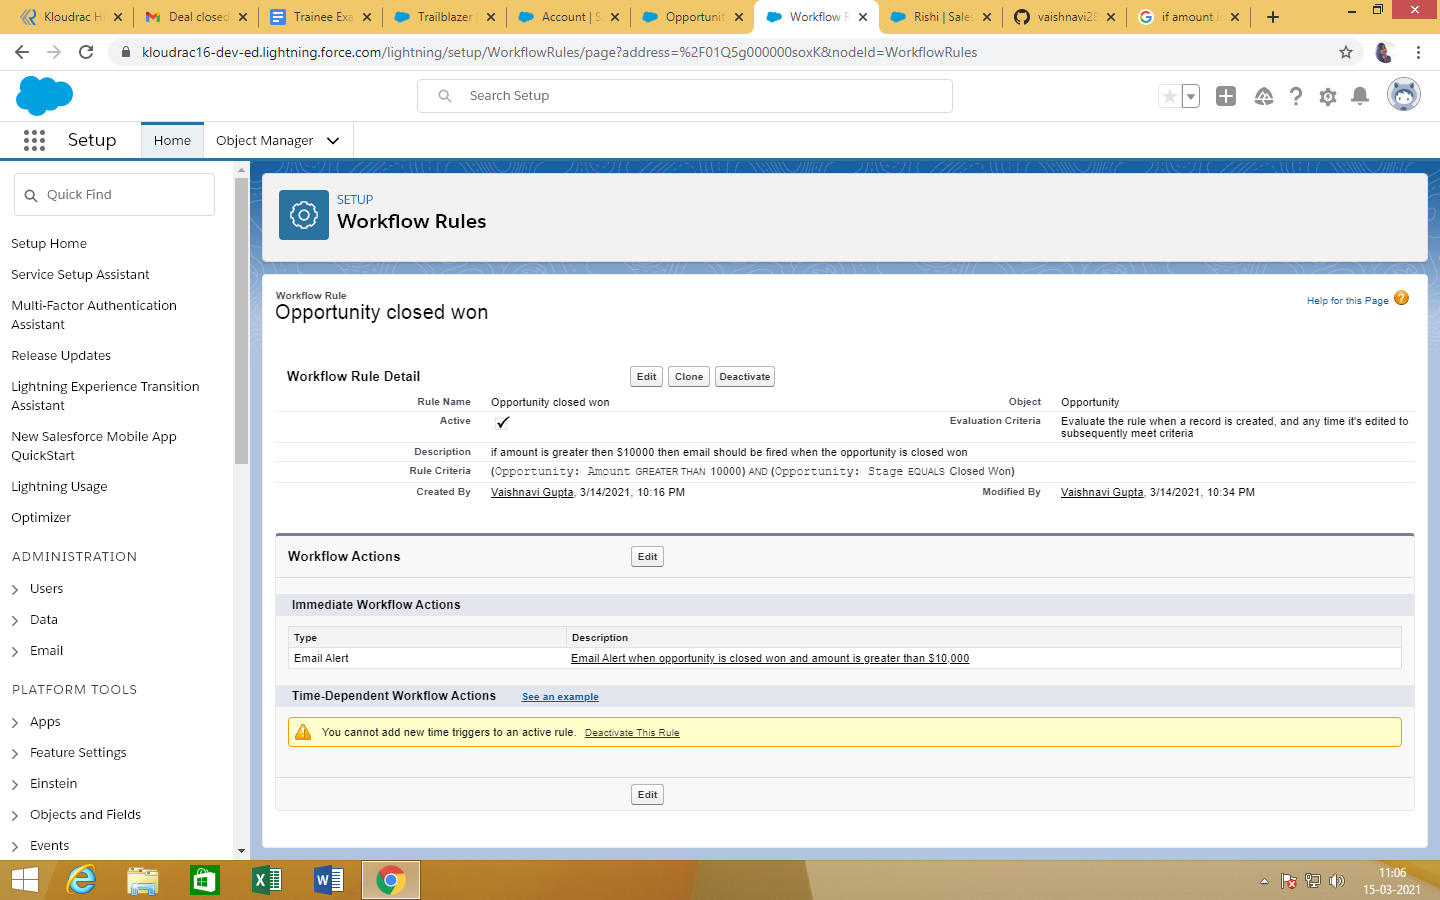 Kloudrac H
Deal closed
Trainee Exa
Trailblazer
Account | S
Opportunit
Workflow R
Rishi | Sale
vaishnavi28
if amount i
kloudrac16-dev-ed.lightning.force.com/lightning/setup/WorkflowRules/page?address=%2F01Q5g000000soxK&nodeId=WorkflowRules
Search Setup
Setup
Home
Object Manager
Quick Find
Setup Home
Service Setup Assistant
Multi-Factor Authentication
Assistant
Release Updates
Lightning Experience Transition
Assistant
New Salesforce Mobile App
QuickStart
Lightning Usage
Optimizer
ADMINISTRATION
Users
Data
Email
PLATFORM TOOLS
Apps
Feature Settings
Einstein
Objects and Fields
Events
SETUP
Workflow Rules
Workflow Rule
Opportunity closed won
Help for this Page
Workflow Rule Detail
Edit Clone Deactivate
Rule Name Opportunity closed won Object Opportunity
Active Evaluation Criteria Evaluate the rule when a record is created, and any time it's edited to
subsequently meet criteria
Description if amount is greater then $10000 then email should be fired when the opportunity is closed won
Rule Criteria (Opportunity: Amount GREATER THAN 10000) AND (Opportunity: Stage EQUALS Closed Won)
Created By Vaishnavi Gupta, 3/14/2021, 10:16 PM Modified By Vaishnavi Gupta, 3/14/2021, 10:34 PM
Workflow Actions Edit
Immediate Workflow Actions
Type Description
Email Alert Email Alert when opportunity is closed won and amount is greater than $10,000
Time-Dependent Workflow Actions See an example
You cannot add new time triggers to an active rule. Deactivate This Rule
Edit
11:06
15-03-2021